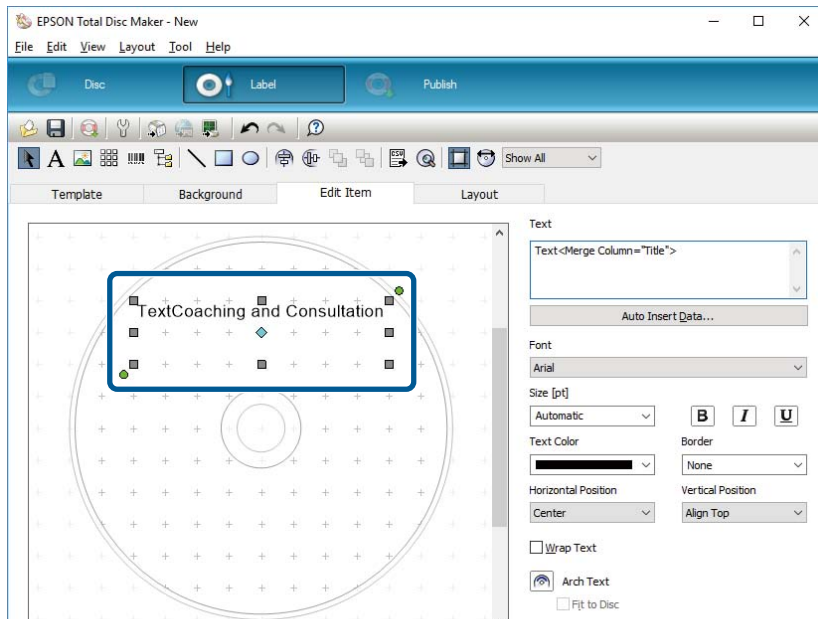 EPSON Total Disc Maker - New
File Edit View Layout Tool Help
Disc Label Publish
A CSV Show All
Template Background Edit Item Layout
Text
Text<Merge Column="Title">
TextCoaching and Consultation
Auto Insert Data...
Font
Arial
Size [pt]
Automatic B I U
Text Color Border
None
Horizontal Position Vertical Position
Center Align Top
Wrap Text
Arch Text
Fit to Disc